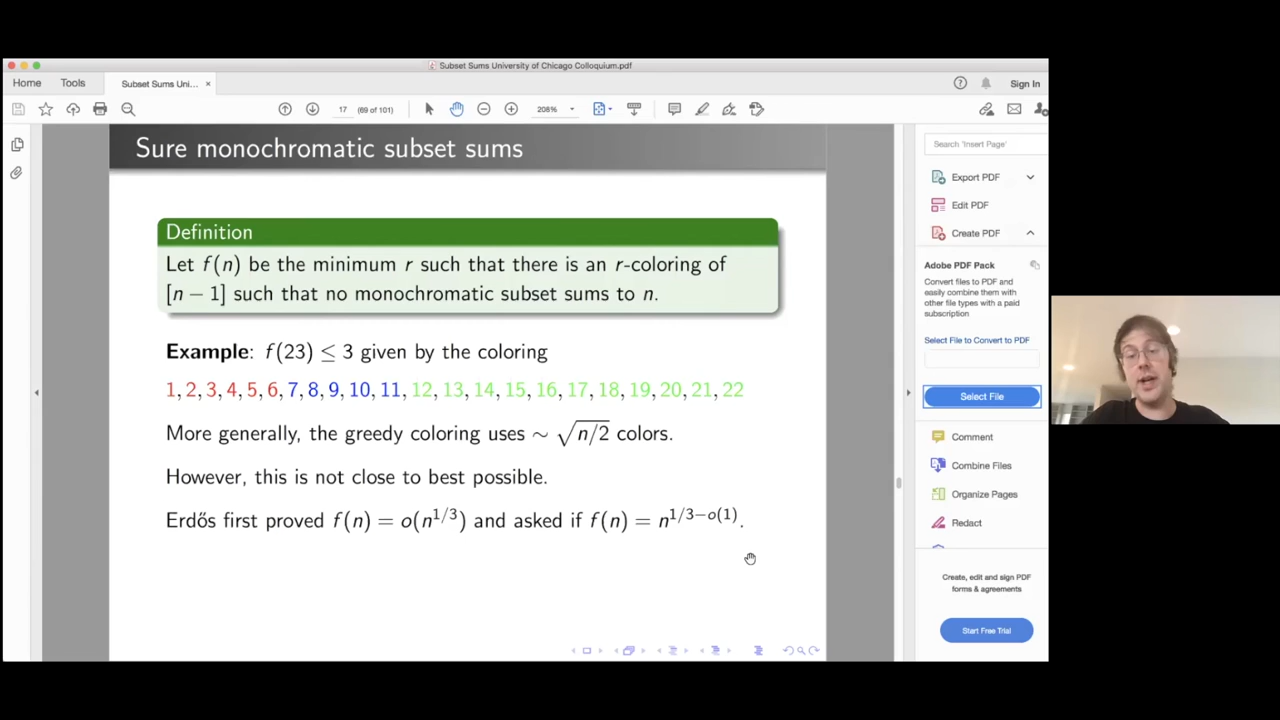 Subset Sums University of Chicago Colloquium.pdf
Home
Tools
Subset Sums Uni...
×
Sign In
17
(69 of 101)
208%
Sure monochromatic subset sums
Definition
Let f(n) be the minimum r such that there is an r-coloring of
[n − 1] such that no monochromatic subset sums to n.
Example: f(23) ≤ 3 given by the coloring
1, 2, 3, 4, 5, 6, 7, 8, 9, 10, 11, 12, 13, 14, 15, 16, 17, 18, 19, 20, 21, 22
More generally, the greedy coloring uses ∼ √n/2 colors.
However, this is not close to best possible.
Erdős first proved f(n) = o(n^{1/3}) and asked if f(n) = n^{1/3−o(1)}.
Search 'Insert Page'
Export PDF
Edit PDF
Create PDF
Adobe PDF Pack
Convert files to PDF and
easily combine them with
other file types with a paid
subscription
Select File to Convert to PDF
Select File
Comment
Combine Files
Organize Pages
Redact
Create, edit and sign PDF
forms & agreements
Start Free Trial